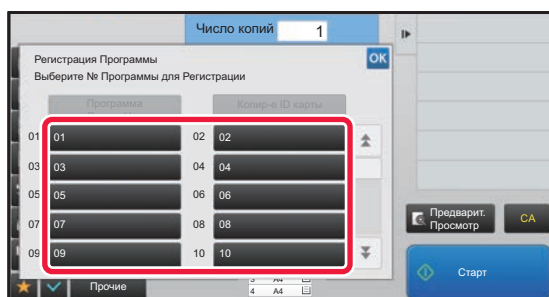 Число копий 1
Регистрация Программы
OK
Выберите № Программы для Регистрации
Программа Копир-е ID карты
01 01 02 02
03 03 04 04
05 05 06 06
07 07 08 08
09 09 10 10
Предварит.
Просмотр
CA
Прочие
3 A4
4 A4
Старт